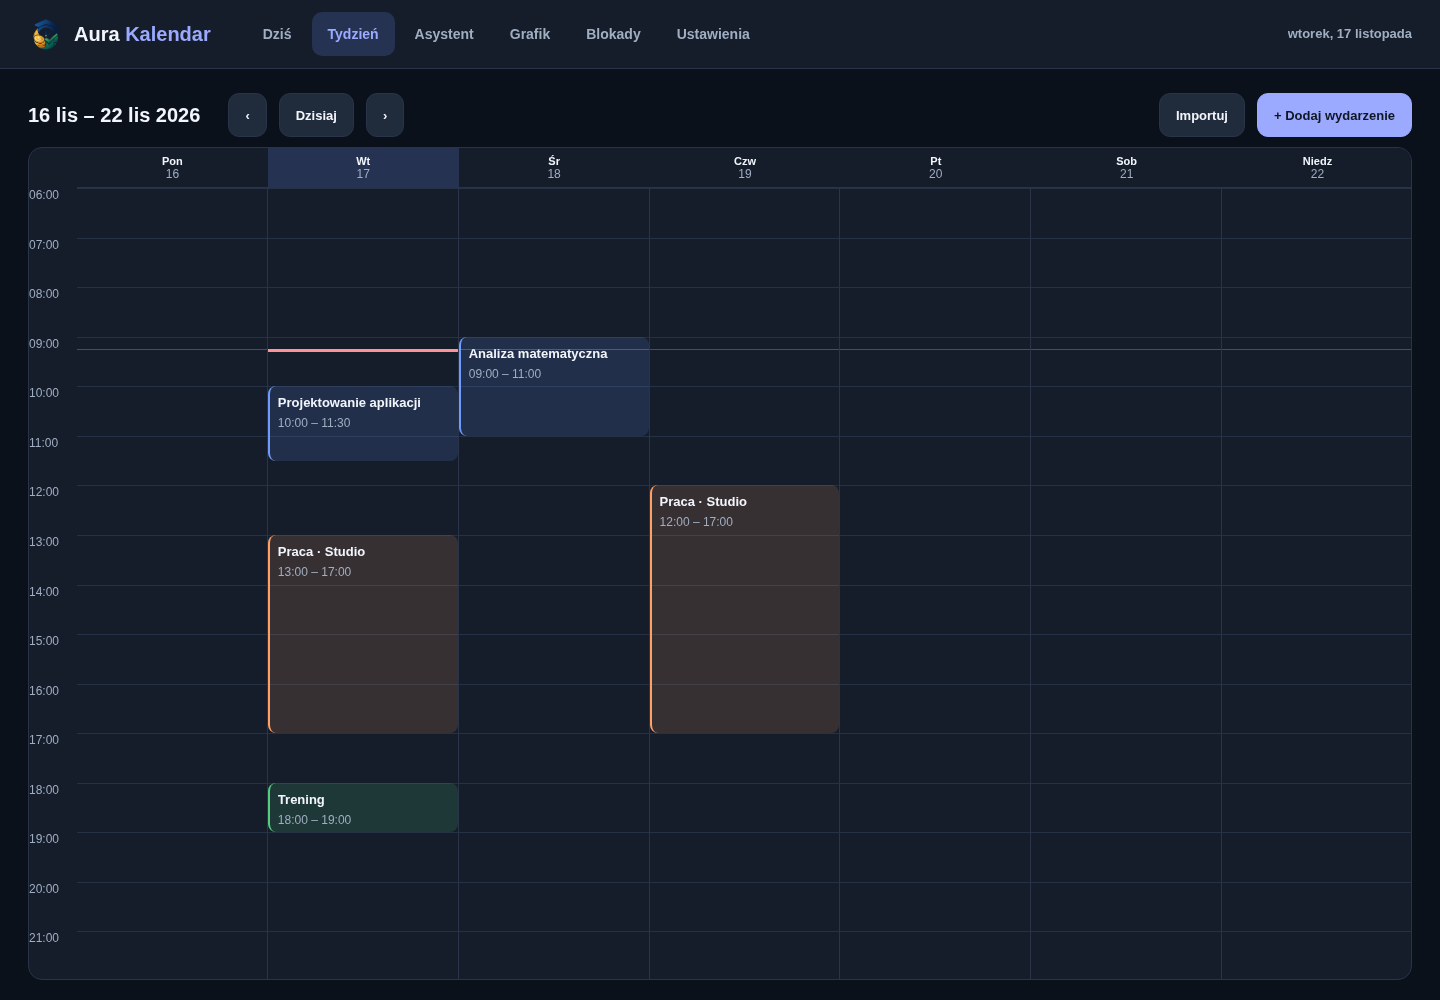 Aura Kalendar
Dziś
Tydzień
Asystent
Grafik
Blokady
Ustawienia
wtorek, 17 listopada
16 lis – 22 lis 2026
‹
Dzisiaj
›
Importuj
+ Dodaj wydarzenie
Pon
16
Wt
17
Śr
18
Czw
19
Pt
20
Sob
21
Niedz
22
06:00
07:00
08:00
09:00
10:00
11:00
12:00
13:00
14:00
15:00
16:00
17:00
18:00
19:00
20:00
21:00
Projektowanie aplikacji
10:00 – 11:30
Praca · Studio
13:00 – 17:00
Trening
18:00 – 19:00
Analiza matematyczna
09:00 – 11:00
Praca · Studio
12:00 – 17:00